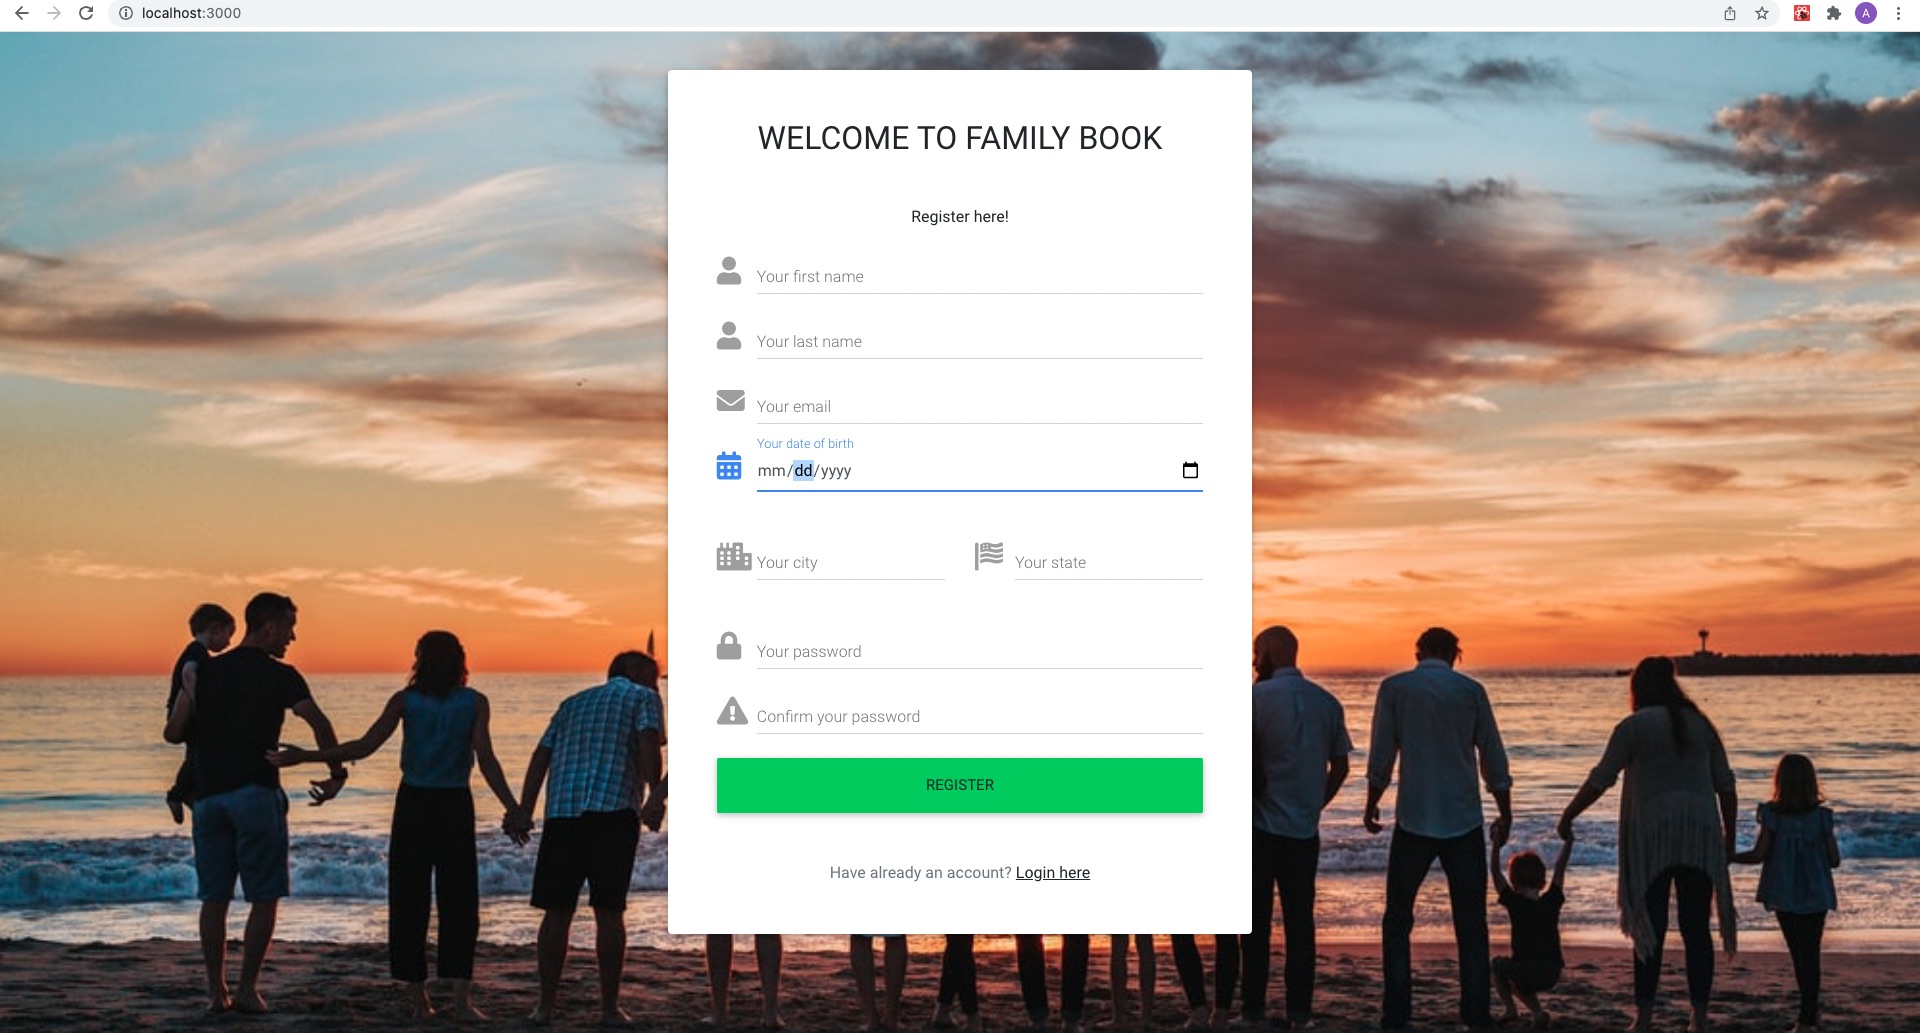 localhost:3000
A
WELCOME TO FAMILY BOOK
Register here!
Your first name
Your last name
Your email
Your date of birth
mm/dd/yyyy
Your city Your state
Your password
Confirm your password
REGISTER
Have already an account? Login here